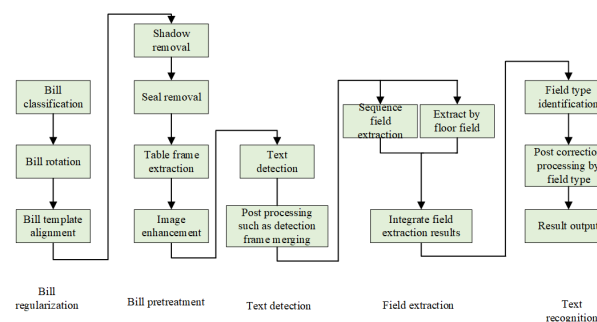 Bill
classification
Bill rotation
Bill template
alignment
Bill
regularization
Shadow
removal
Seal removal
Table frame
extraction
Image
enhancement
Bill pretreatment
Text
detection
Post processing
such as detection
frame merging
Text detection
Sequence
field
extraction
Extract by
floor field
Integrate field
extraction results
Field extraction
Field type
identification
Post correction
processing by
field type
Result output
Text
recognition